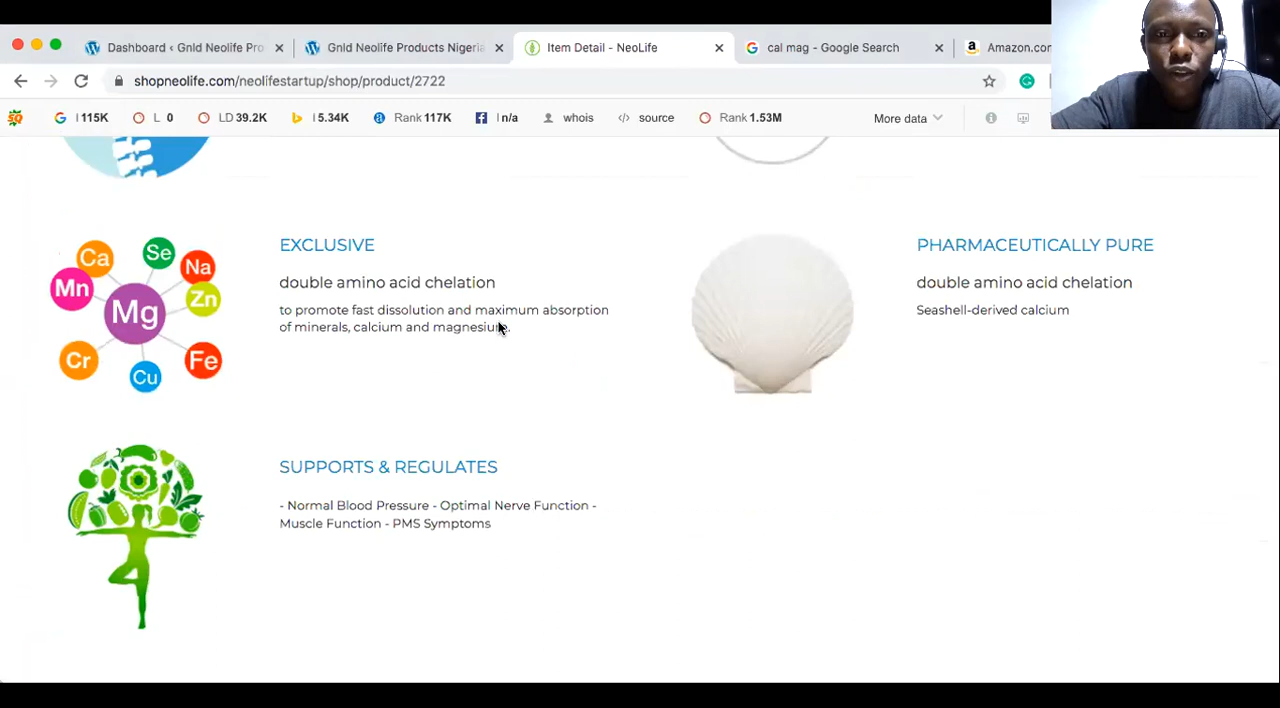 Dashboard ‹ Gnld Neolife Pro
Gnld Neolife Products Nigeria
Item Detail - NeoLife
cal mag - Google Search
a Amazon.com
shopneolife.com/neolifestartup/shop/product/2722
SQ
G I 115K
L 0
LD 39.2K
I 5.34K
a Rank 117K
f I n/a
whois
</> source
Rank 1.53M
More data
Ca
Se
Na
Mn
Mg
Zn
Cr
Cu
Fe
EXCLUSIVE
double amino acid chelation
to promote fast dissolution and maximum absorption
of minerals, calcium and magnesium.
PHARMACEUTICALLY PURE
double amino acid chelation
Seashell-derived calcium
SUPPORTS & REGULATES
- Normal Blood Pressure - Optimal Nerve Function -
Muscle Function - PMS Symptoms